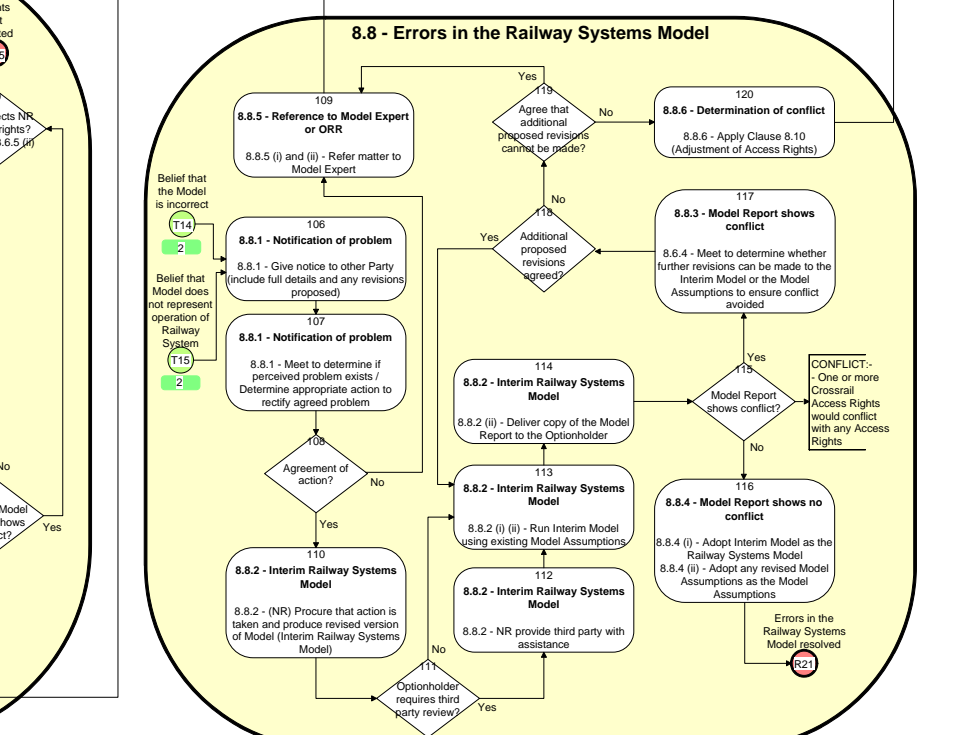 nts
t
ted
5
ects NR
rights?
.6.5 (ii)
No
Model
hows
ct?
Yes
8.8 - Errors in the Railway Systems Model
109
8.8.5 - Reference to Model Expert
or ORR
8.8.5 (i) and (ii) - Refer matter to
Model Expert
Yes
119
Agree that
additional
proposed revisions
cannot be made?
No
120
8.8.6 - Determination of conflict
8.8.6 - Apply Clause 8.10
(Adjustment of Access Rights)
Belief that
the Model
is incorrect
T14
2
Belief that
Model does
not represent
operation of
Railway
System
T15
2
106
8.8.1 - Notification of problem
8.8.1 - Give notice to other Party
(include full details and any revisions
proposed)
107
8.8.1 - Notification of problem
8.8.1 - Meet to determine if
perceived problem exists /
Determine appropriate action to
rectify agreed problem
108
Agreement of
action?
No
Yes
110
8.8.2 - Interim Railway Systems
Model
8.8.2 - (NR) Procure that action is
taken and produce revised version
of Model (Interim Railway Systems
Model)
No
111
Optionholder
requires third
party review?
Yes
112
8.8.2 - Interim Railway Systems
Model
8.8.2 - NR provide third party with
assistance
113
8.8.2 - Interim Railway Systems
Model
8.8.2 (i) (ii) - Run Interim Model
using existing Model Assumptions
114
8.8.2 - Interim Railway Systems
Model
8.8.2 (ii) - Deliver copy of the Model
Report to the Optionholder
No
118
Yes
Additional
proposed
revisions
agreed?
117
8.8.3 - Model Report shows
conflict
8.6.4 - Meet to determine whether
further revisions can be made to the
Interim Model or the Model
Assumptions to ensure conflict
avoided
Yes
115
Model Report
shows conflict?
No
CONFLICT:-
- One or more
Crossrail
Access Rights
would conflict
with any Access
Rights
116
8.8.4 - Model Report shows no
conflict
8.8.4 (i) - Adopt Interim Model as the
Railway Systems Model
8.8.4 (ii) - Adopt any revised Model
Assumptions as the Model
Assumptions
Errors in the
Railway Systems
Model resolved
R21